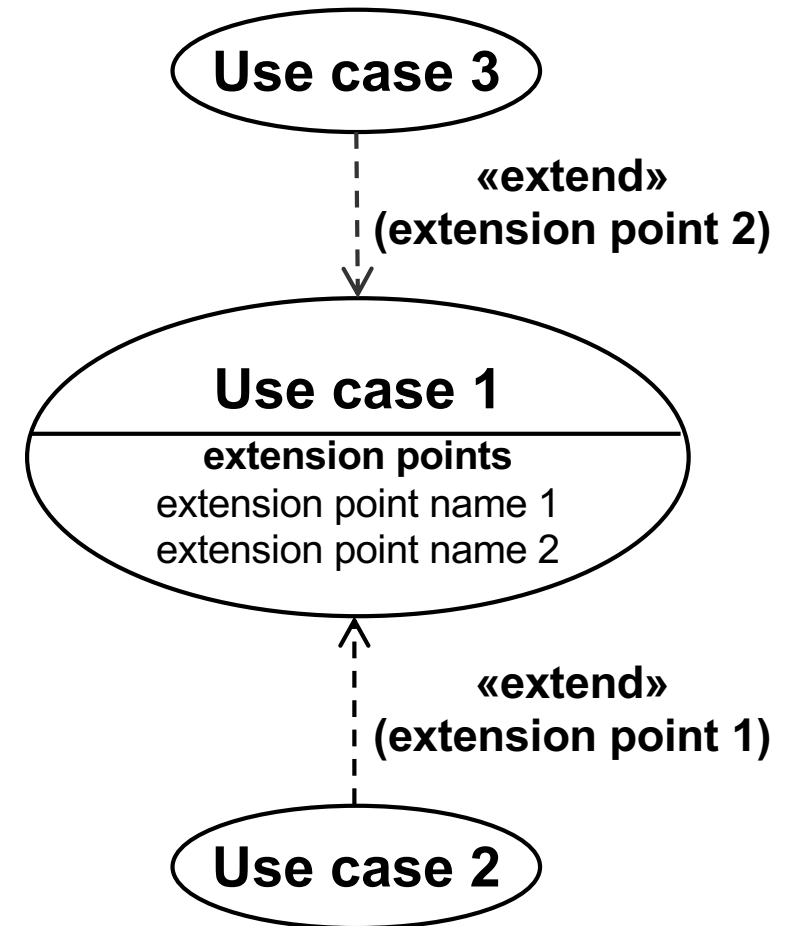 Use case 3
«extend»
(extension point 2)
Use case 1
extension points
extension point name 1
extension point name 2
«extend»
(extension point 1)
Use case 2